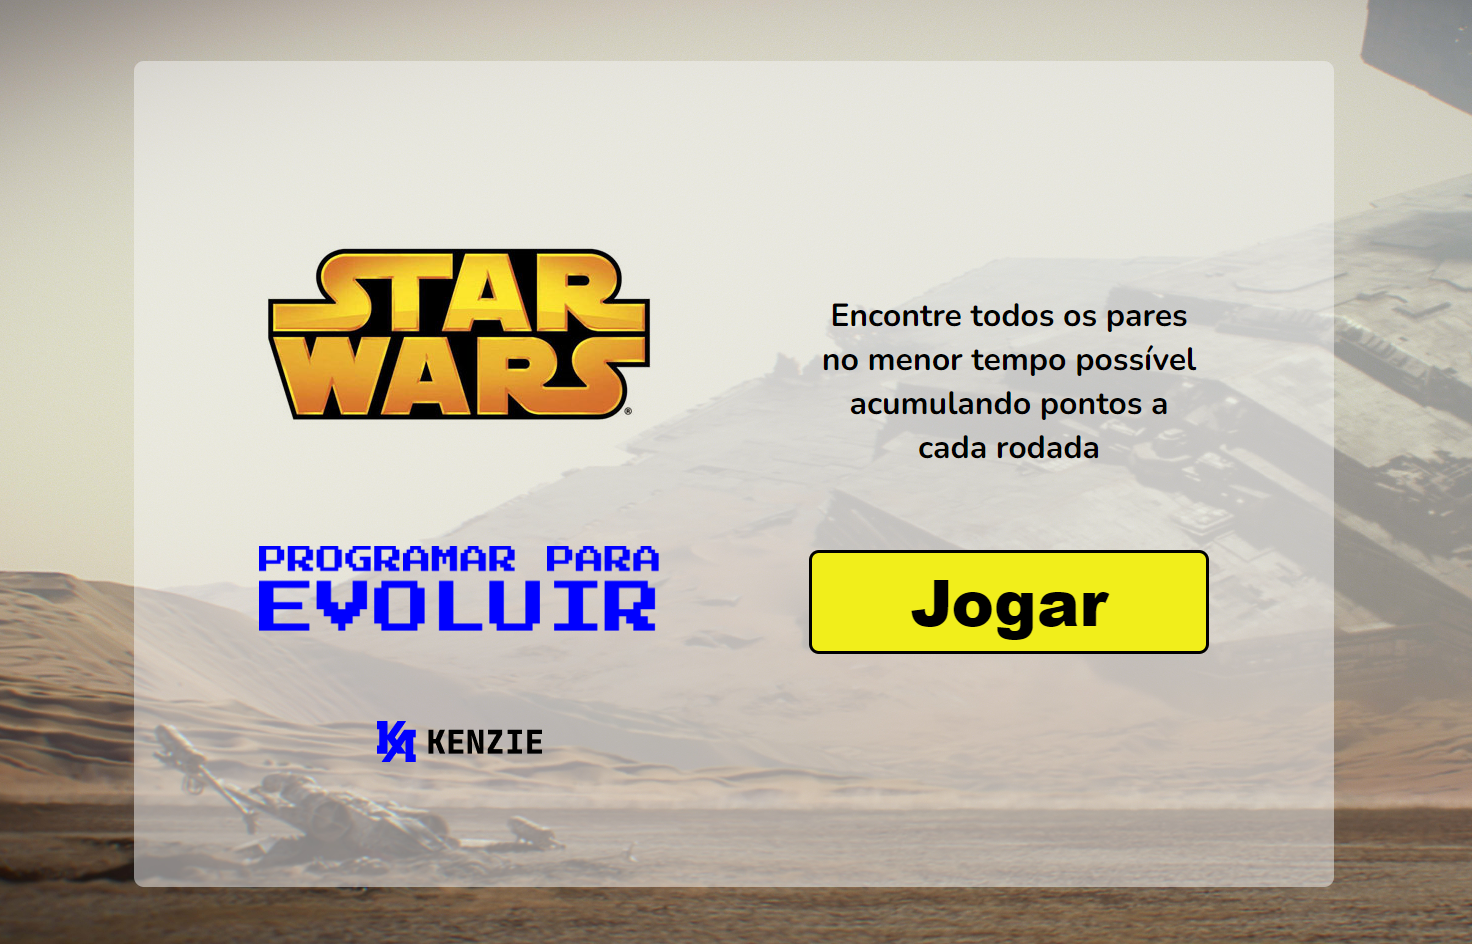 STAR
WARS
®
PROGRAMAR PARA
EVOLUIR
KENZIE
Encontre todos os pares
no menor tempo possível
acumulando pontos a
cada rodada
Jogar